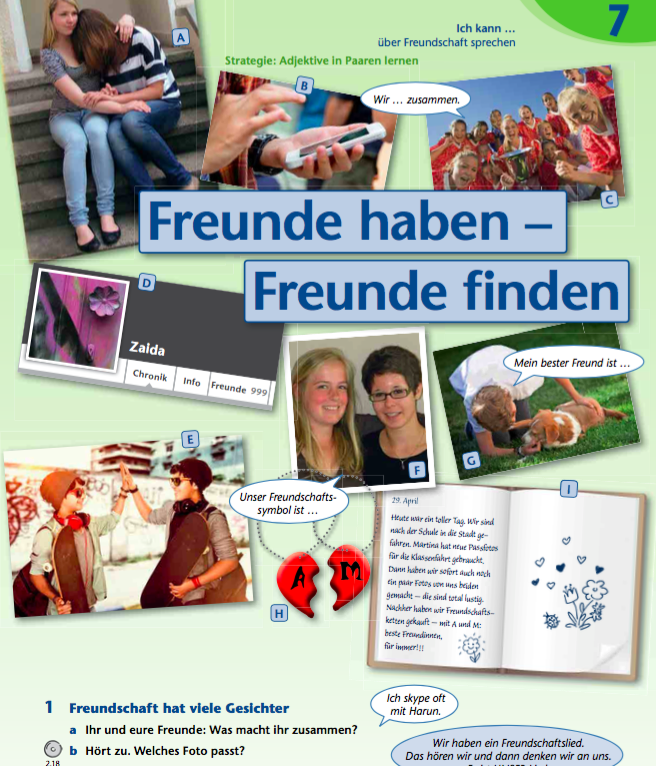 7
Ich kann …
über Freundschaft sprechen
Strategie: Adjektive in Paaren lernen
A
B
Wir … zusammen.
C
Freunde haben –
Freunde finden
D
Zaida
Chronik Info Freunde 999
Mein bester Freund ist …
E
F
G
Unser Freundschafts-
symbol ist …
A M
H
I
29. April
Heute war ein toller Tag. Wir sind
nach der Schule in die Stadt ge-
fahren. Martina hat neue Passfotos
für die Klassenfahrt gebraucht.
Dann haben wir sofort auch noch
ein paar Fotos von uns beiden
gemacht – die sind total lustig.
Nachher haben wir Freundschafts-
ketten gekauft – mit A und M:
beste Freundinnen,
für immer!!!
1 Freundschaft hat viele Gesichter
a Ihr und eure Freunde: Was macht ihr zusammen?
b Hört zu. Welches Foto passt?
2.18
Ich skype oft
mit Harun.
Wir haben ein Freundschaftslied.
Das hören wir und dann denken wir an uns.